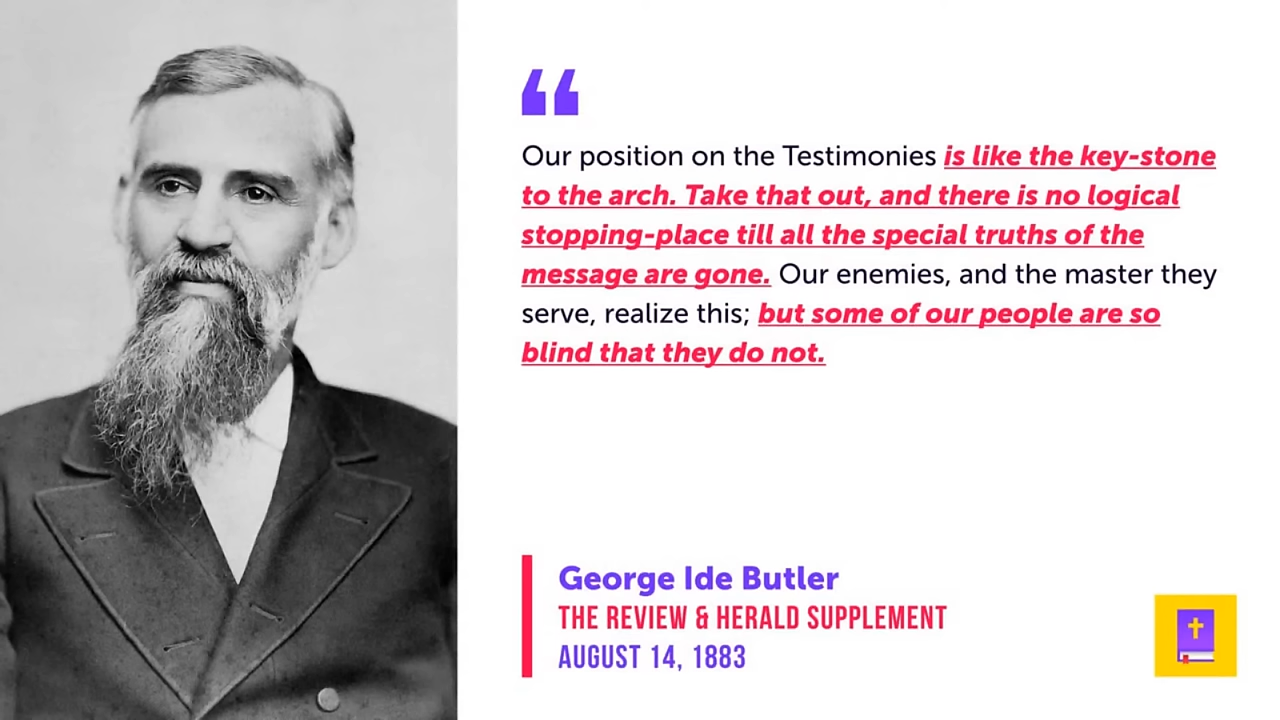 “
Our position on the Testimonies is like the key-stone
to the arch. Take that out, and there is no logical
stopping-place till all the special truths of the
message are gone. Our enemies, and the master they
serve, realize this; but some of our people are so
blind that they do not.
George Ide Butler
THE REVIEW & HERALD SUPPLEMENT
AUGUST 14, 1883